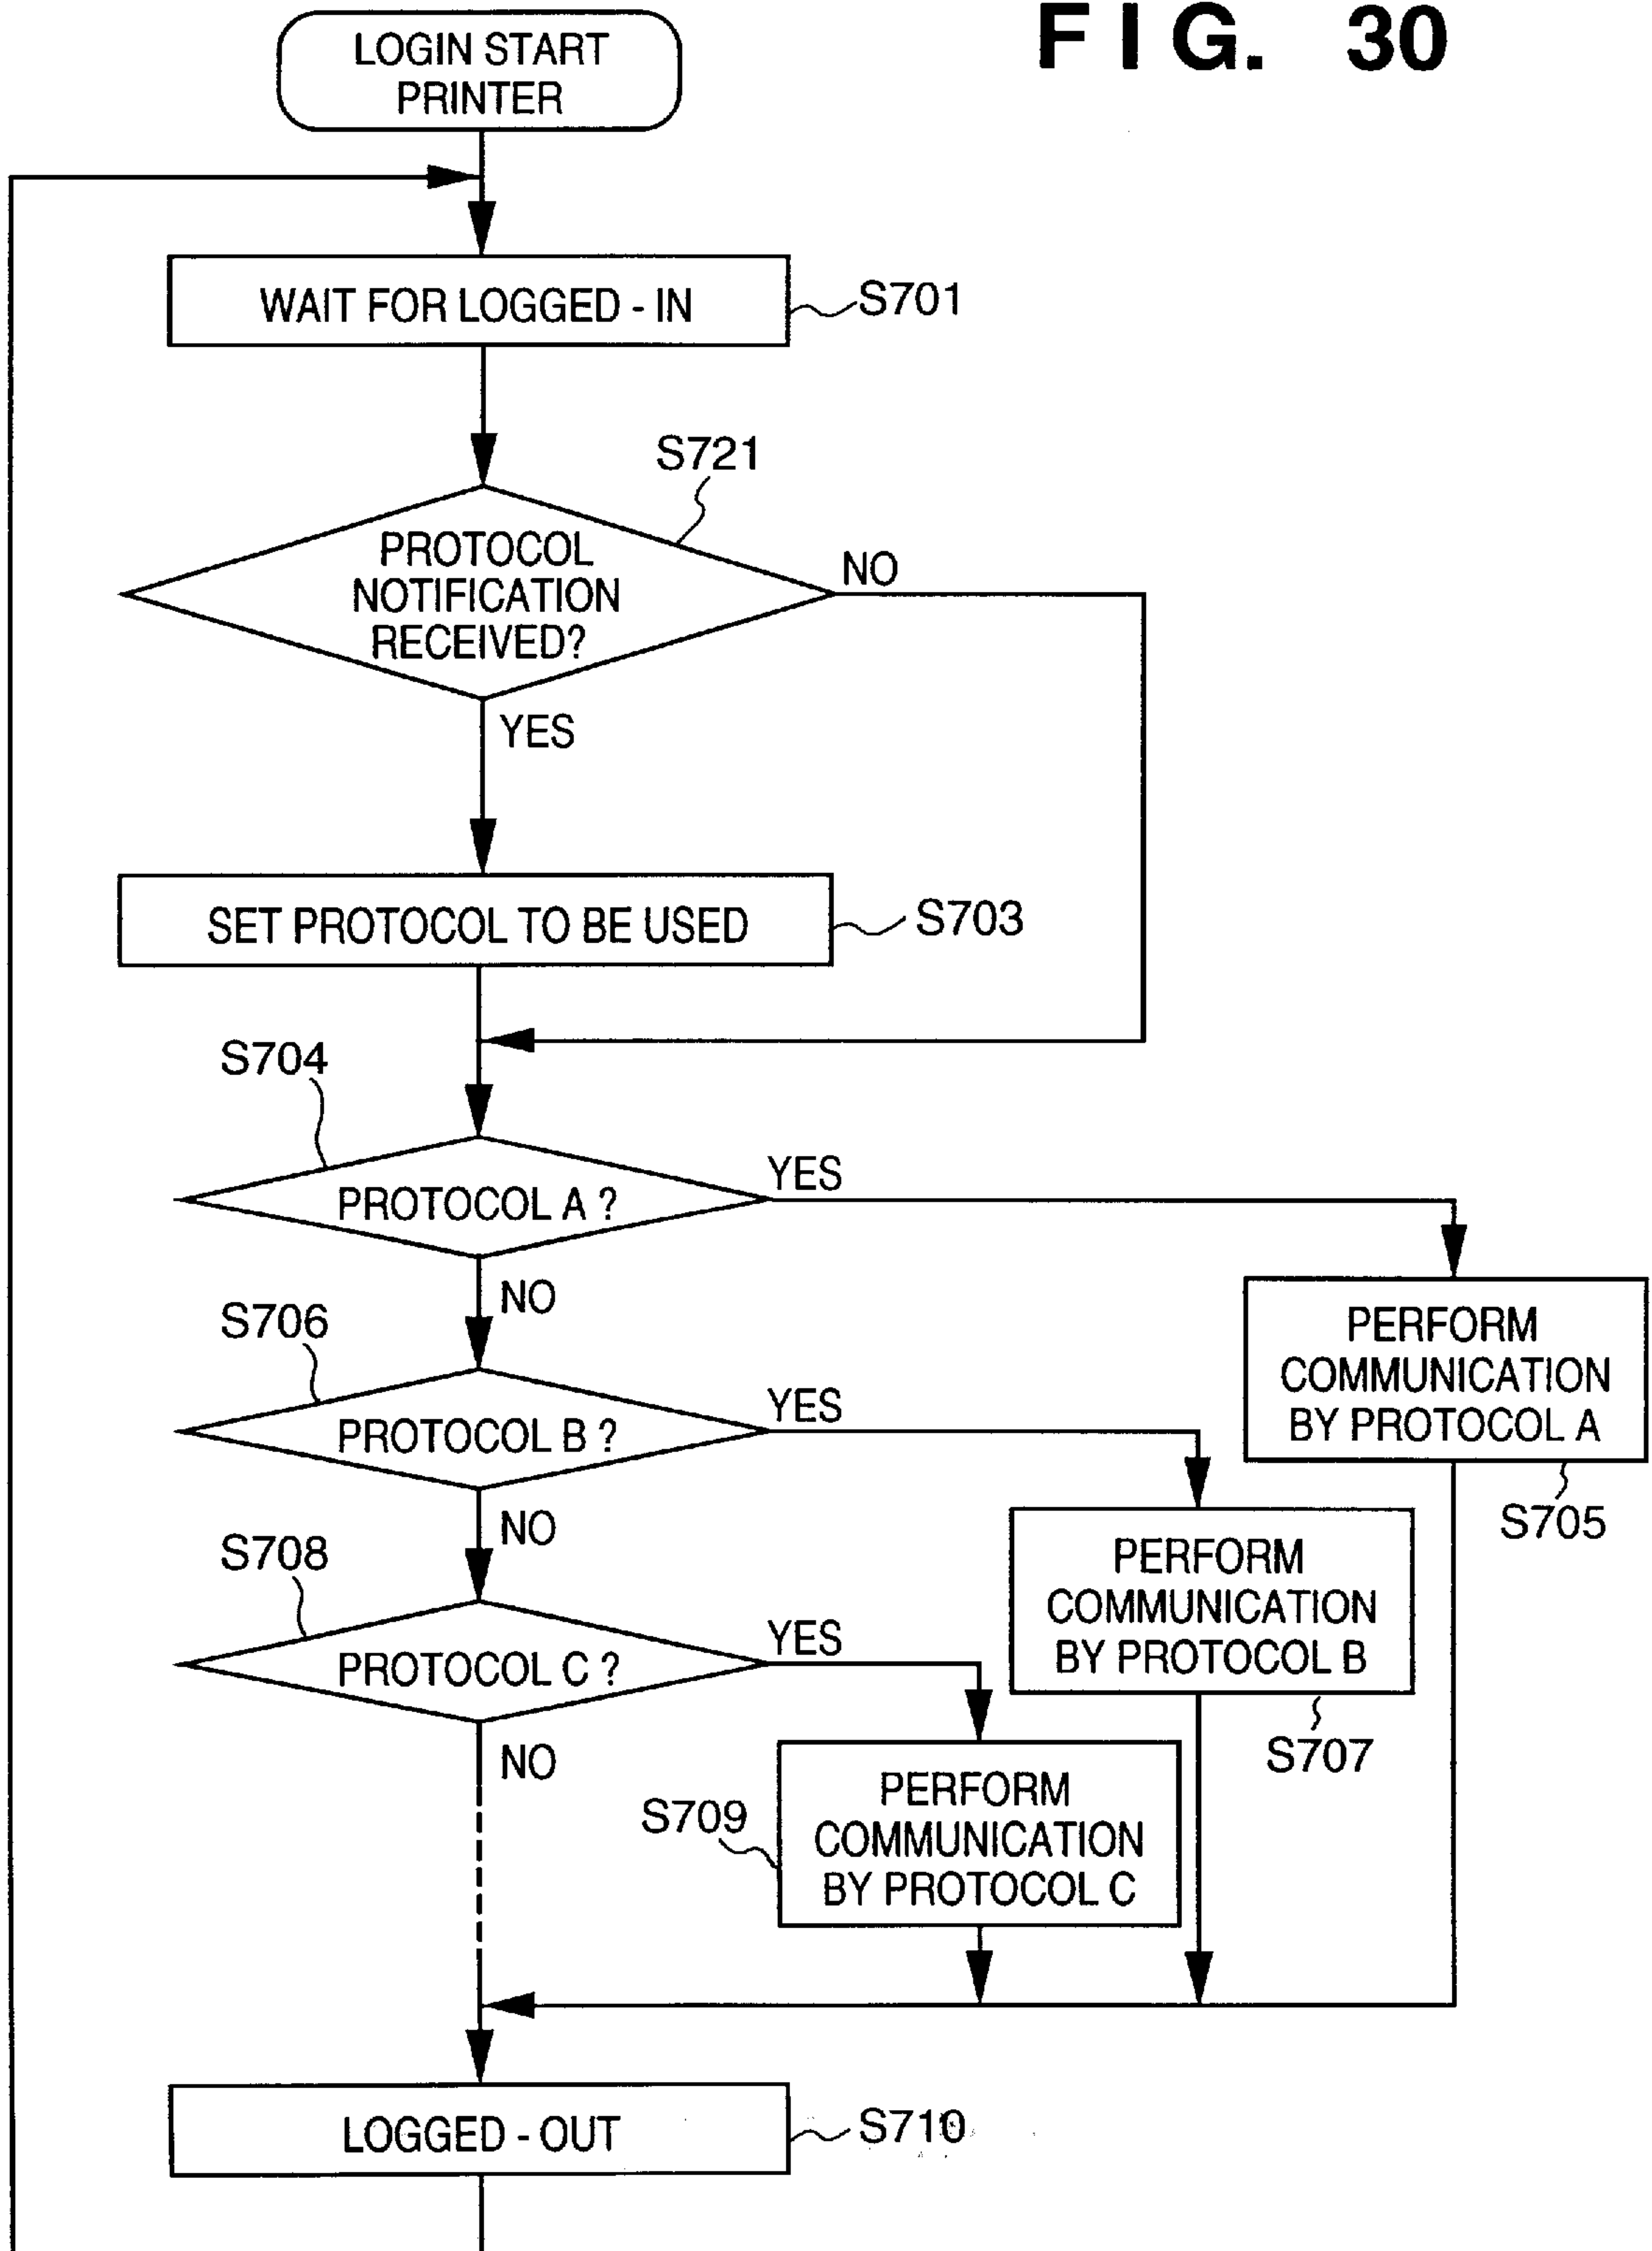 FIG. 30
LOGIN START
PRINTER
WAIT FOR LOGGED - IN
S701
S721
PROTOCOL
NOTIFICATION
RECEIVED?
NO
YES
SET PROTOCOL TO BE USED
S703
S704
PROTOCOL A ?
YES
NO
PERFORM
COMMUNICATION
BY PROTOCOL A
S705
S706
PROTOCOL B ?
YES
NO
PERFORM
COMMUNICATION
BY PROTOCOL B
S707
S708
PROTOCOL C ?
YES
NO
PERFORM
COMMUNICATION
BY PROTOCOL C
S709
LOGGED - OUT
S710